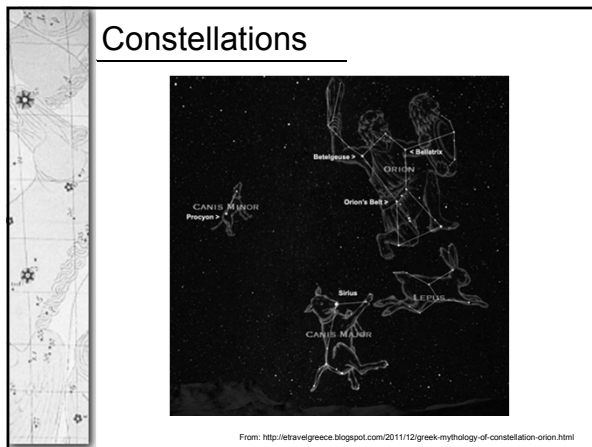 Constellations
Betelgeuse >
< Bellatrix
ORION
Orion's Belt >
CANIS MINOR
Procyon >
Sirius
LEPUS
CANIS MAJOR
From: http://etravelgreece.blogspot.com/2011/12/greek-mythology-of-constellation-orion.html